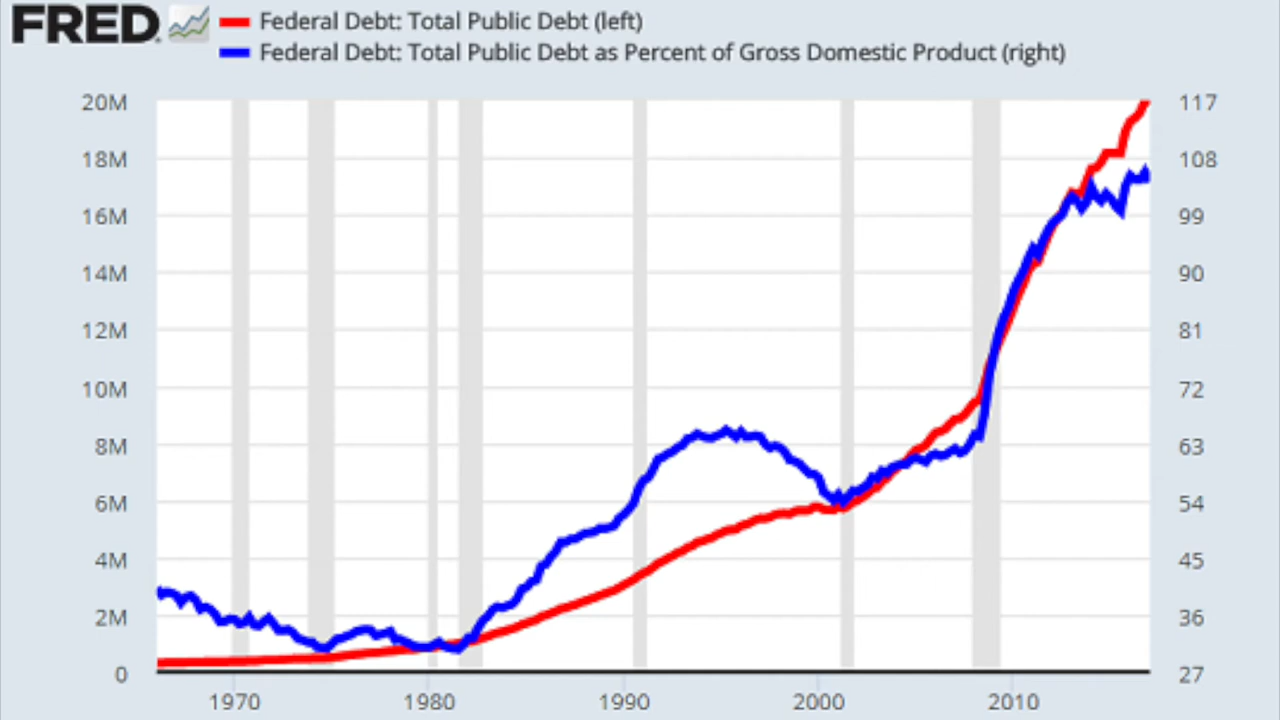 FRED
Federal Debt: Total Public Debt (left)
Federal Debt: Total Public Debt as Percent of Gross Domestic Product (right)
20M 117
18M 108
16M 99
14M 90
12M 81
10M 72
8M 63
6M 54
4M 45
2M 36
0 27
1970 1980 1990 2000 2010